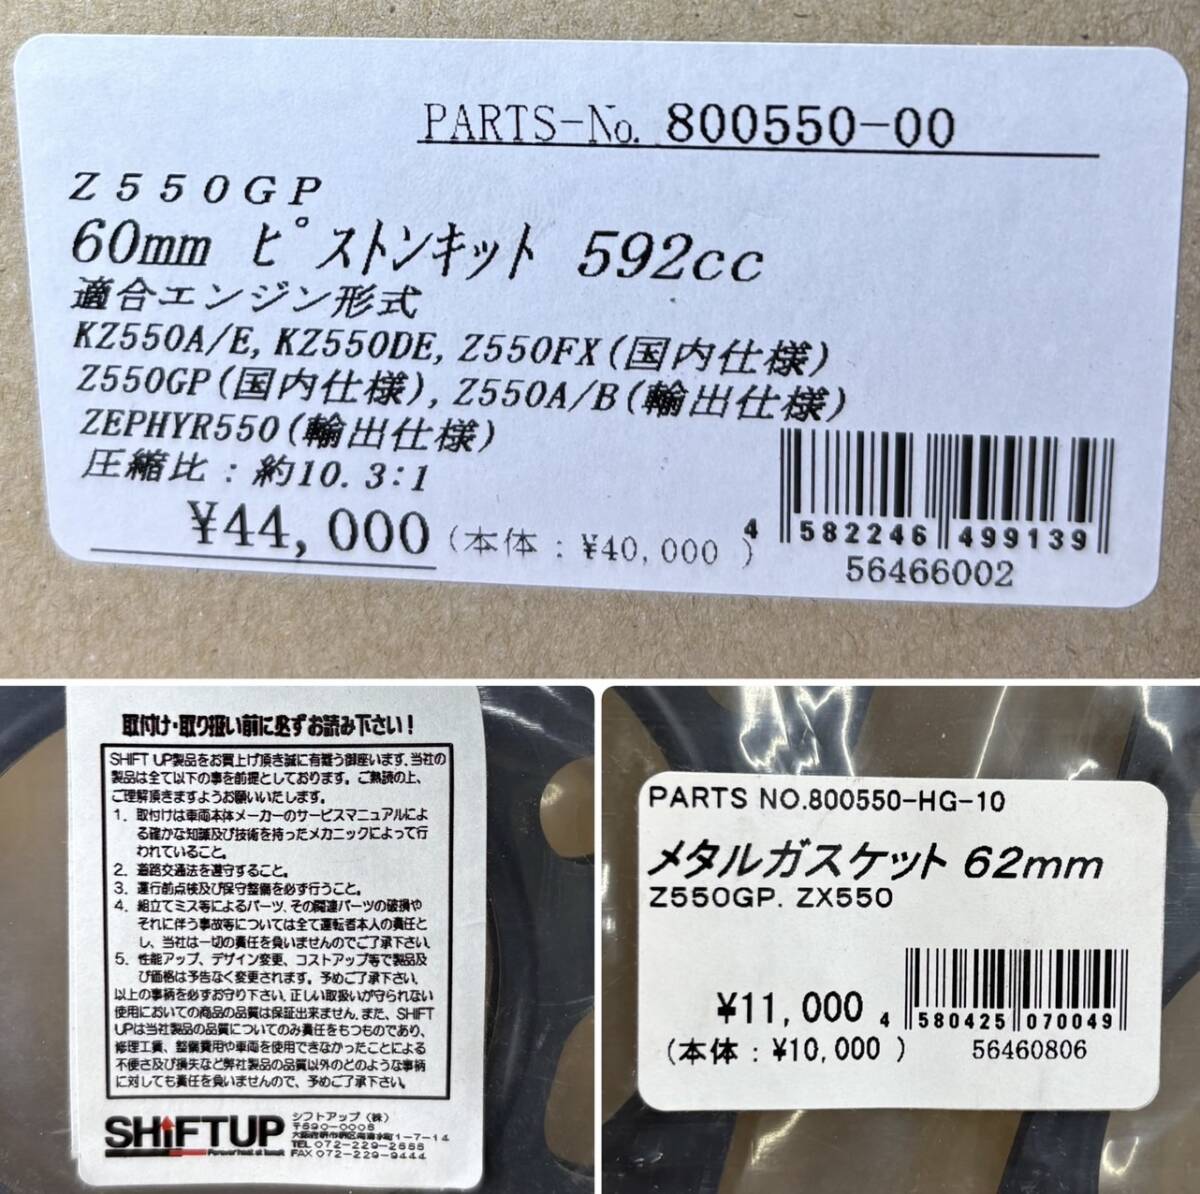 PARTS-No. 800550-00
Z550GP
60mm ピストンキット 592cc
適合エンジン形式
KZ550A/E, KZ550DE, Z550FX(国内仕様)
Z550GP(国内仕様), Z550A/B(輸出仕様)
ZEPHYR550(輸出仕様)
圧縮比：約10.3:1
¥44,000 (本体：¥40,000 )
4 582246 499139
56466002
取付け・取り扱い前に必ずお読み下さい！
SHIFT UP製品をお買上げ頂き誠に有難う御座います。当社の
製品は全て以下の事を前提としております。ご熟読の上、
ご理解頂きますようお願いいたします。
1. 取付けは車両本体メーカーのサービスマニュアルによ
る確かな知識及び技術を持ったメカニックによって行
われていること。
2. 道路交通法を遵守すること。
3. 運行前点検及び保守整備を必ず行うこと。
4. 組立てミス等によるパーツ、その関連パーツの破損や
それに伴う事故等については全て運転者本人の責任と
し、当社は一切の責任を負いませんのでご了承下さい。
5. 性能アップ、デザイン変更、コストアップ等で製品及
び価格は予告なく変更されます。予めご了承下さい。
以上の事柄を必ずお守り下さい。正しい取扱いが守られない
使用においての商品の品質は保証出来ません。また、SHIFT
UPは当社製品の品質についてのみ責任をもつものであり、
修理工賃、整備費用や車両を使用できなかったことによる
不便さ及び損失など弊社製品の品質以外のどのような事柄
に対しても責任を負いませんので、予めご了承下さい。
SHIFTUP
シフトアップ（株）
〒590-0005
1-7-14
TEL 072-229-2555
FAX 072-229-9444
PARTS NO.800550-HG-10
メタルガスケット 62mm
Z550GP. ZX550
¥11,000
(本体：¥10,000 )
4 580425 070049
56460806